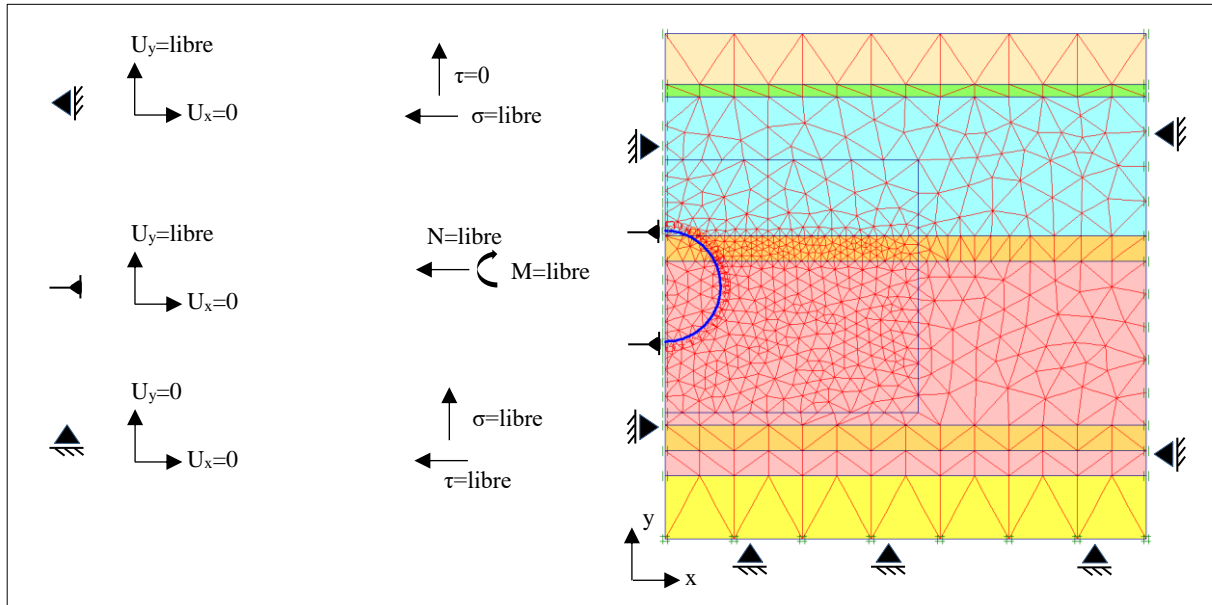 Uy=libre
Ux=0
τ=0
σ=libre
Uy=libre
Ux=0
N=libre
M=libre
Uy=0
Ux=0
σ=libre
τ=libre
y
x